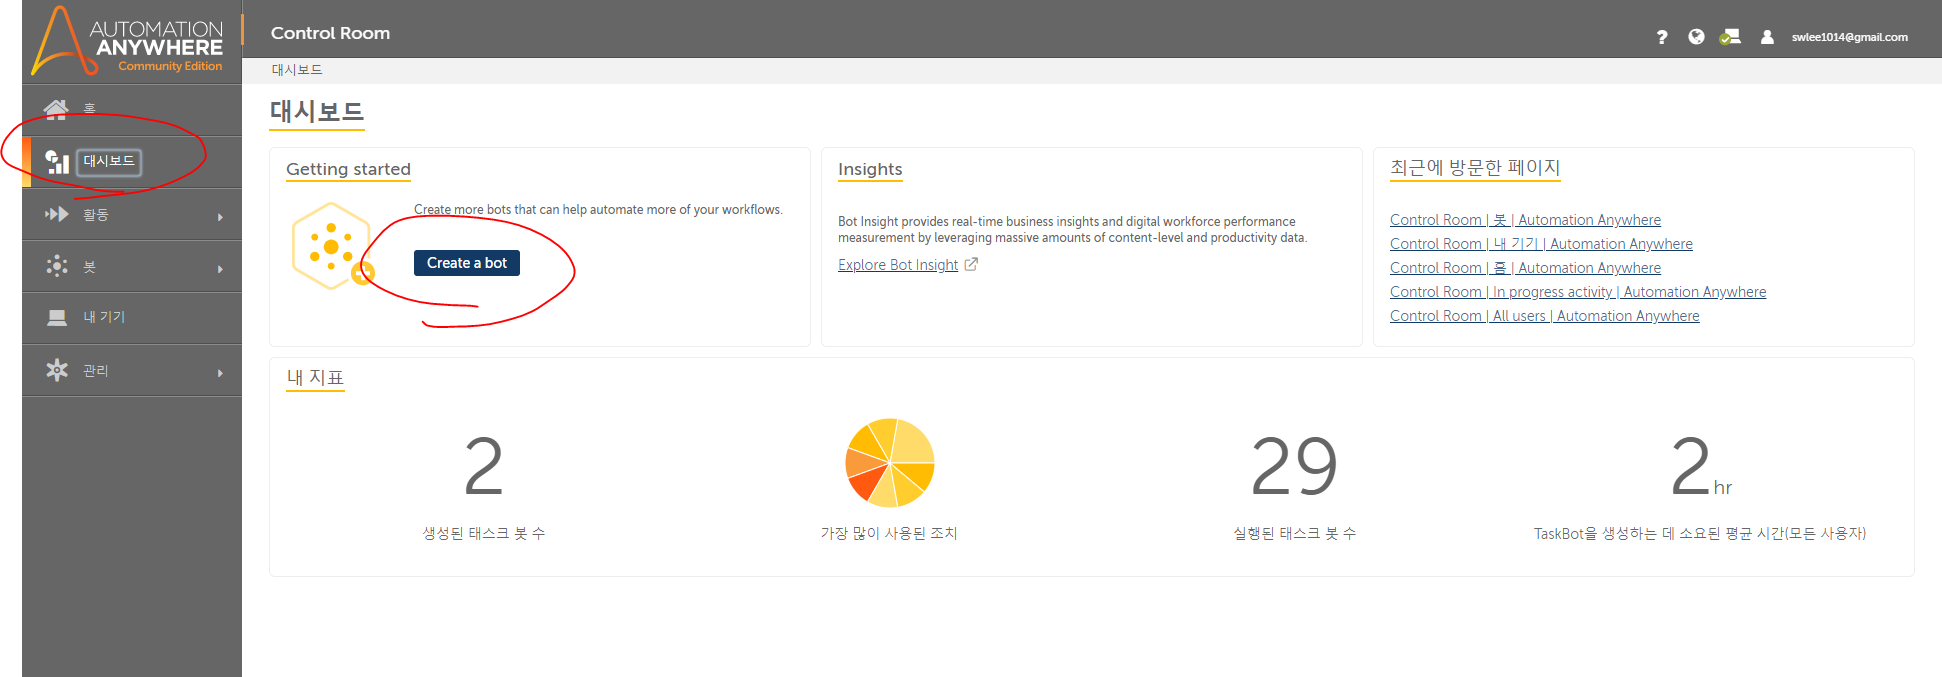 AUTOMATION
ANYWHERE
Community Edition
Control Room
?
swlee1014@gmail.com
대시보드
홈
대시보드
활동
봇
내 기기
관리
대시보드
Getting started
Create more bots that can help automate more of your workflows.
Create a bot
Insights
Bot Insight provides real-time business insights and digital workforce performance
measurement by leveraging massive amounts of content-level and productivity data.
Explore Bot Insight
최근에 방문한 페이지
Control Room | 봇 | Automation Anywhere
Control Room | 내 기기 | Automation Anywhere
Control Room | 홈 | Automation Anywhere
Control Room | In progress activity | Automation Anywhere
Control Room | All users | Automation Anywhere
내 지표
2
생성된 태스크 봇 수
가장 많이 사용된 조치
29
실행된 태스크 봇 수
2 hr
TaskBot을 생성하는 데 소요된 평균 시간(모든 사용자)